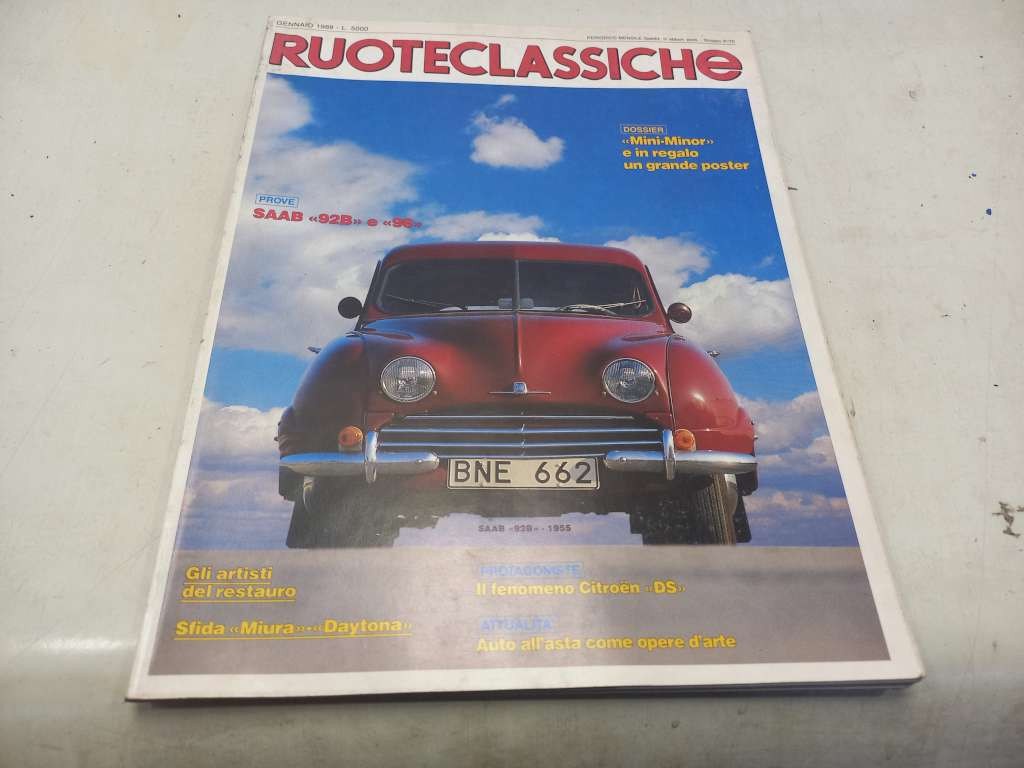 GENNAIO 1989 - L. 5000
PERIODICO MENSILE
RUOTECLASSICHe
DOSSIER
«Mini-Minor»
e in regalo
un grande poster
PROVE
SAAB «92B» e «96»
BNE 662
SAAB «92B» - 1955
Gli artisti
del restauro
Sfida «Miura»-«Daytona»
PROTAGONISTE
Il fenomeno Citroën «DS»
ATTUALITÀ
Auto all'asta come opere d'arte